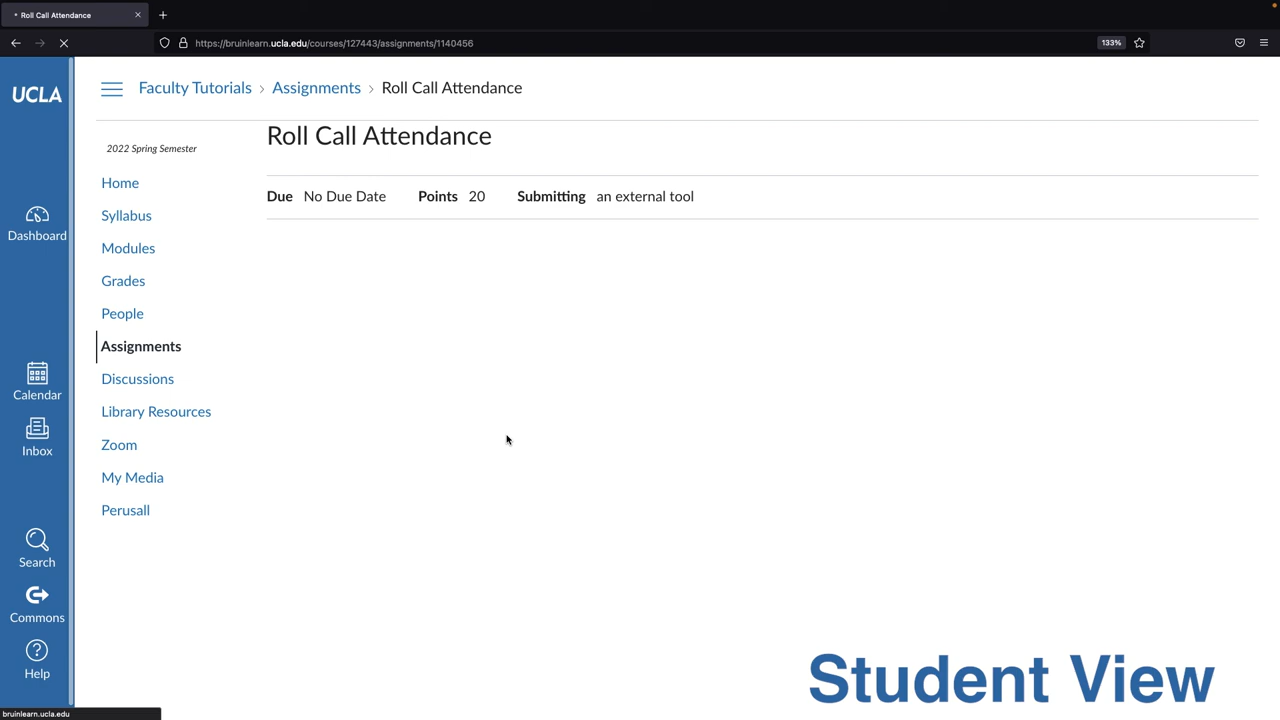 Roll Call Attendance
https://bruinlearn.ucla.edu/courses/127443/assignments/1140456
133%
UCLA
Faculty Tutorials › Assignments › Roll Call Attendance
Roll Call Attendance
2022 Spring Semester
Due No Due Date Points 20 Submitting an external tool
Home
Syllabus
Modules
Grades
People
Assignments
Discussions
Library Resources
Zoom
My Media
Perusall
Dashboard
Calendar
Inbox
Search
Commons
Help
Student View
bruinlearn.ucla.edu